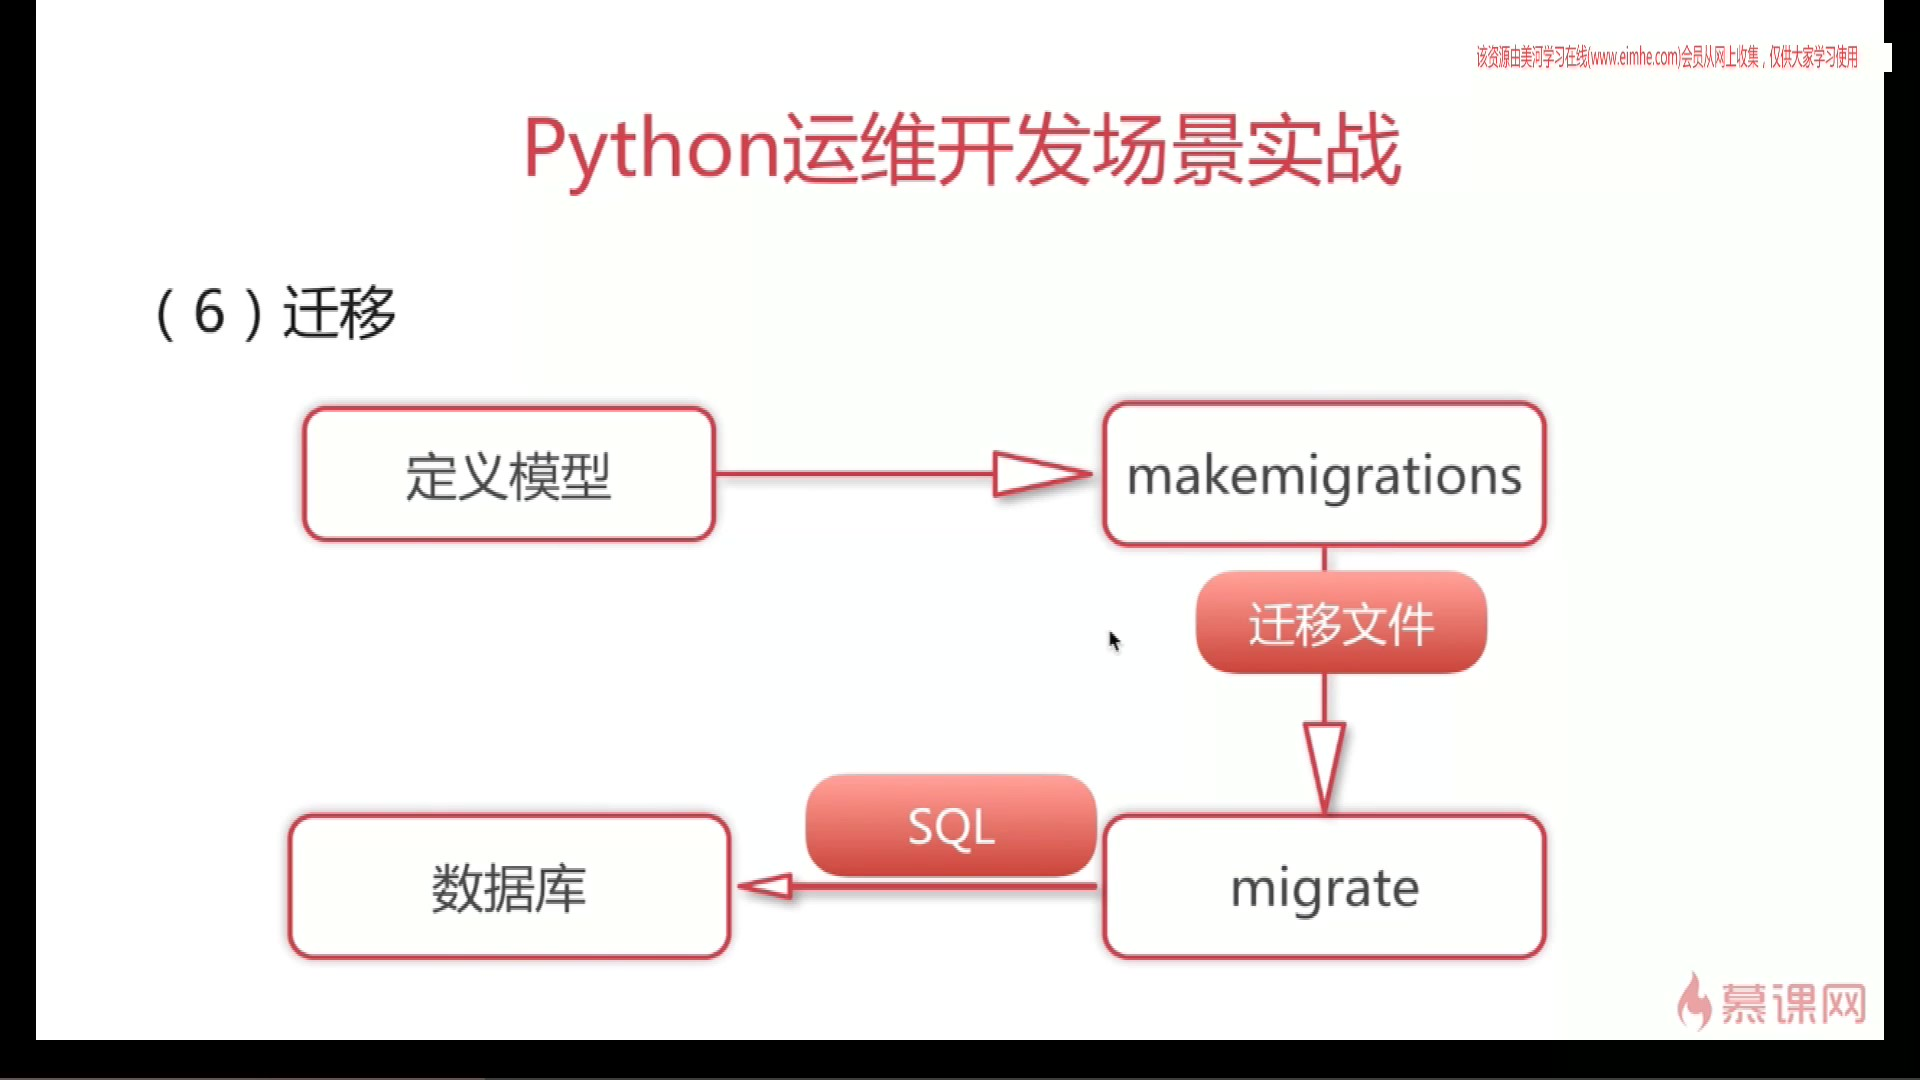 该资源由美河学习在线(www.eimhe.com)会员从网上收集，仅供大家学习使用
Python运维开发场景实战
（6）迁移
定义模型
makemigrations
迁移文件
SQL
数据库
migrate
慕课网